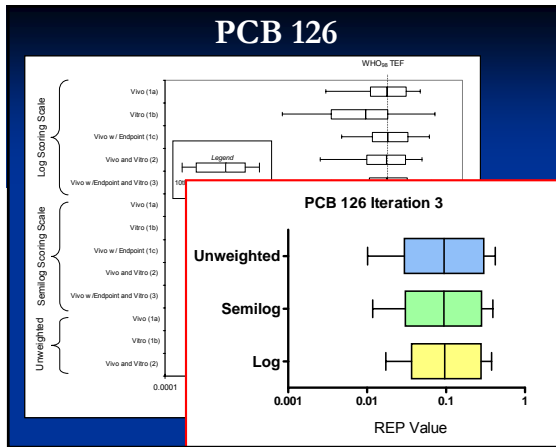 PCB 126
WHO98 TEF
Log Scoring Scale
Vivo (1a)
Vitro (1b)
Vivo w/ Endpoint (1c)
Vivo and Vitro (2)
Vivo w /Endpoint and Vitro (3)
Legend
Semilog Scoring Scale
Vivo (1a)
Vitro (1b)
Vivo w/ Endpoint (1c)
Vivo and Vitro (2)
Vivo w /Endpoint and Vitro (3)
Unweighted
Vivo (1a)
Vitro (1b)
Vivo and Vitro (2)
0.0001
PCB 126 Iteration 3
Unweighted
Semilog
Log
0.001 0.01 0.1 1
REP Value